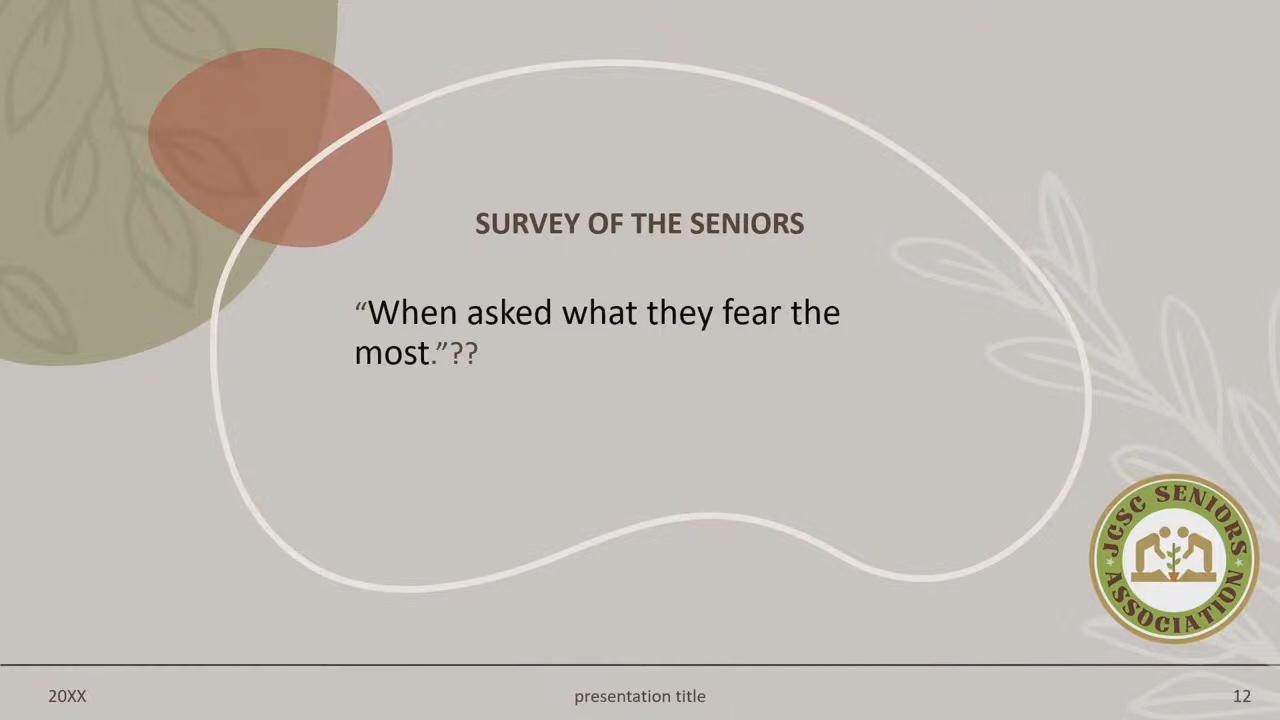 SURVEY OF THE SENIORS
“When asked what they fear the
most.”??
JCSC SENIORS
ASSOCIATION
20XX
presentation title
12